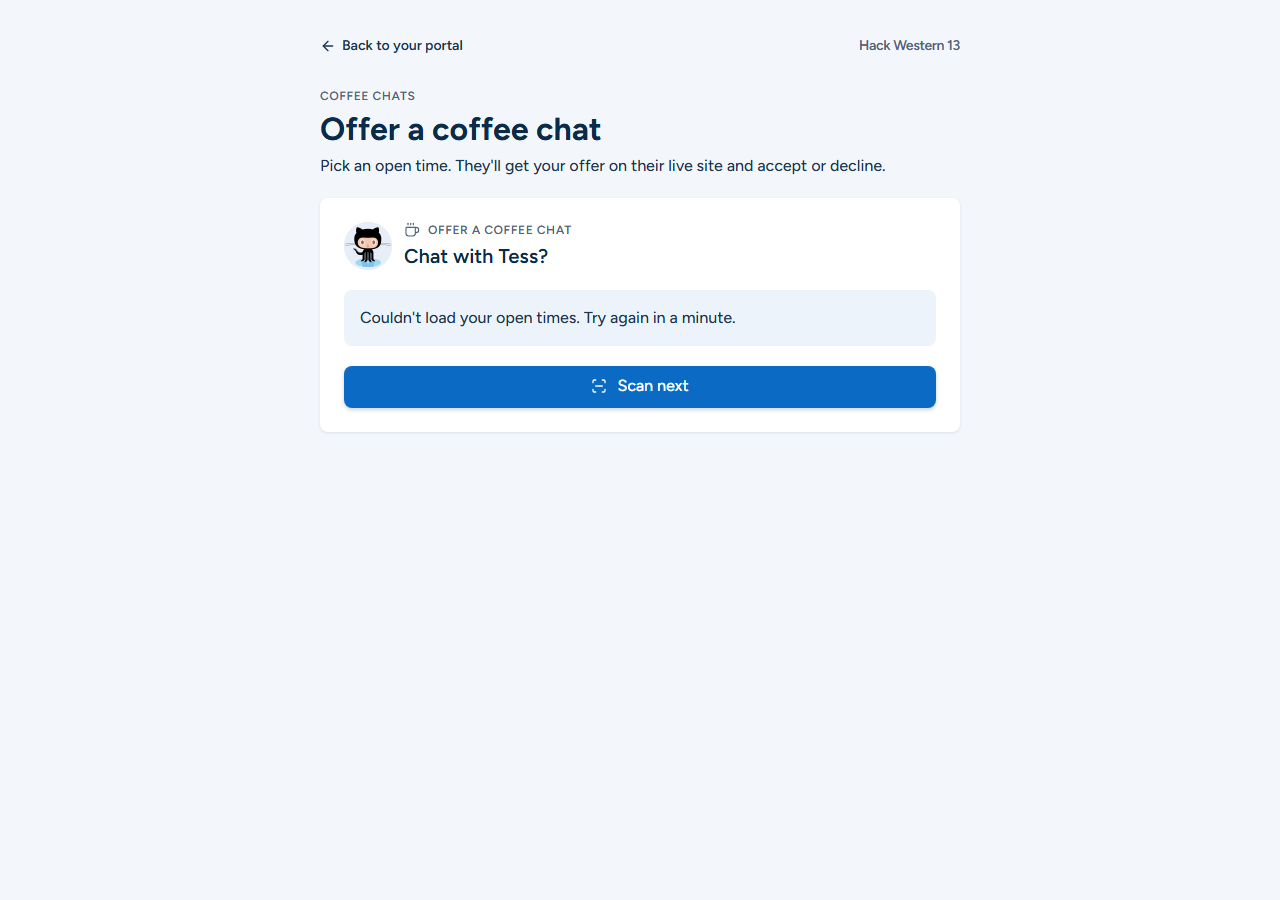 Back to your portal
Hack Western 13
COFFEE CHATS
Offer a coffee chat
Pick an open time. They'll get your offer on their live site and accept or decline.
OFFER A COFFEE CHAT
Chat with Tess?
Couldn't load your open times. Try again in a minute.
Scan next